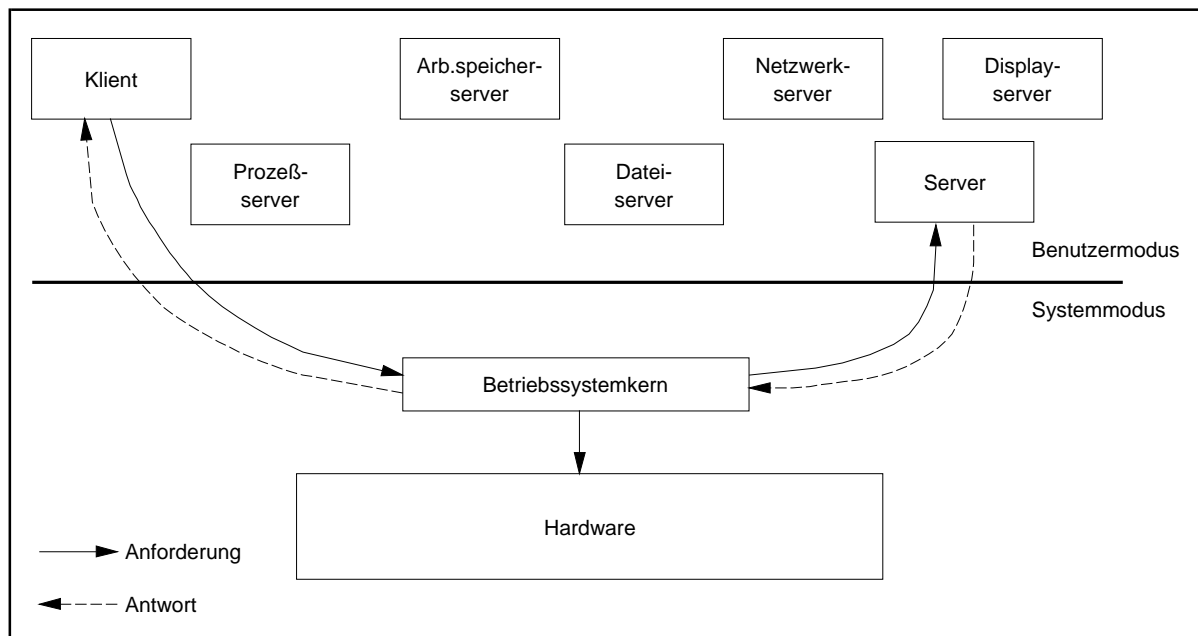 Klient
Arb.speicher-
server
Netzwerk-
server
Display-
server
Prozeß-
server
Datei-
server
Server
Benutzermodus
Systemmodus
Betriebssystemkern
Hardware
Anforderung
Antwort